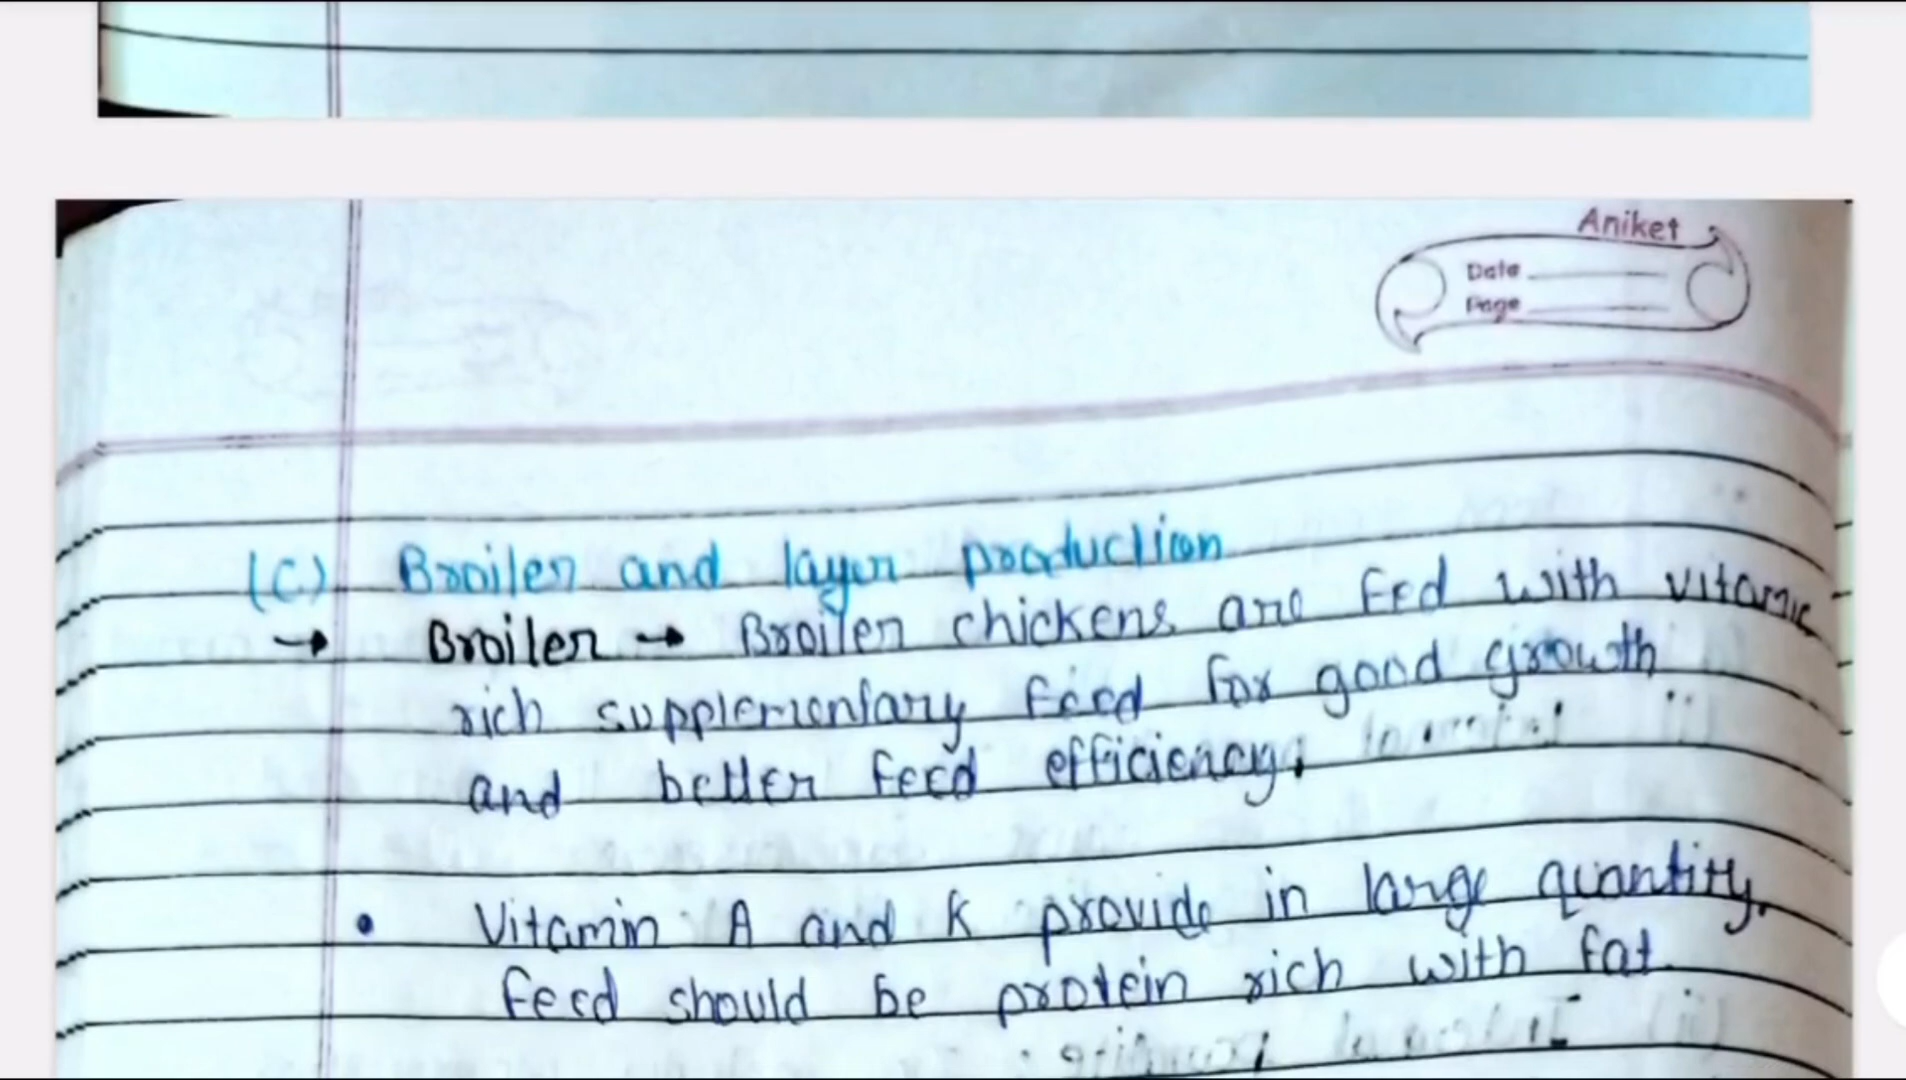 Aniket
Date
Page
(C) Broiler and layer production
→ Broiler → Broiler chickens are fed with vitamin
rich supplementary feed for good growth
and better feed efficiency.
• Vitamin A and K provide in large quantity.
feed should be protein rich with fat.